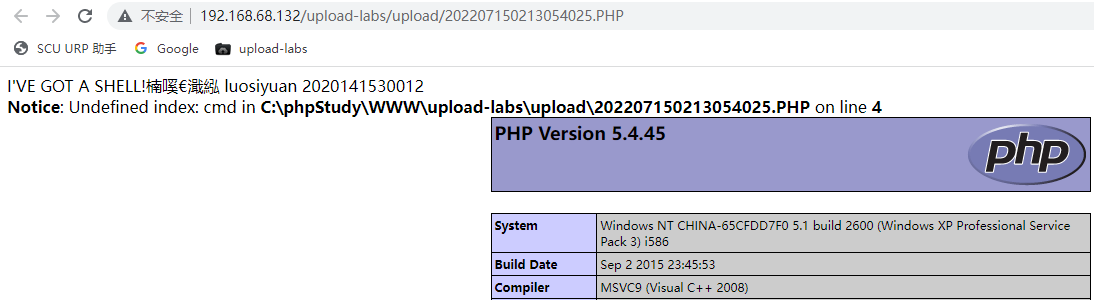 不安全 | 192.168.68.132/upload-labs/upload/202207150213054025.PHP
SCU URP 助手 Google upload-labs
I'VE GOT A SHELL!楠嗘€濈紭 luosiyuan 2020141530012
Notice: Undefined index: cmd in C:\phpStudy\WWW\upload-labs\upload\202207150213054025.PHP on line 4
PHP Version 5.4.45
php
System Windows NT CHINA-65CFDD7F0 5.1 build 2600 (Windows XP Professional Service
Pack 3) i586
Build Date Sep 2 2015 23:45:53
Compiler MSVC9 (Visual C++ 2008)